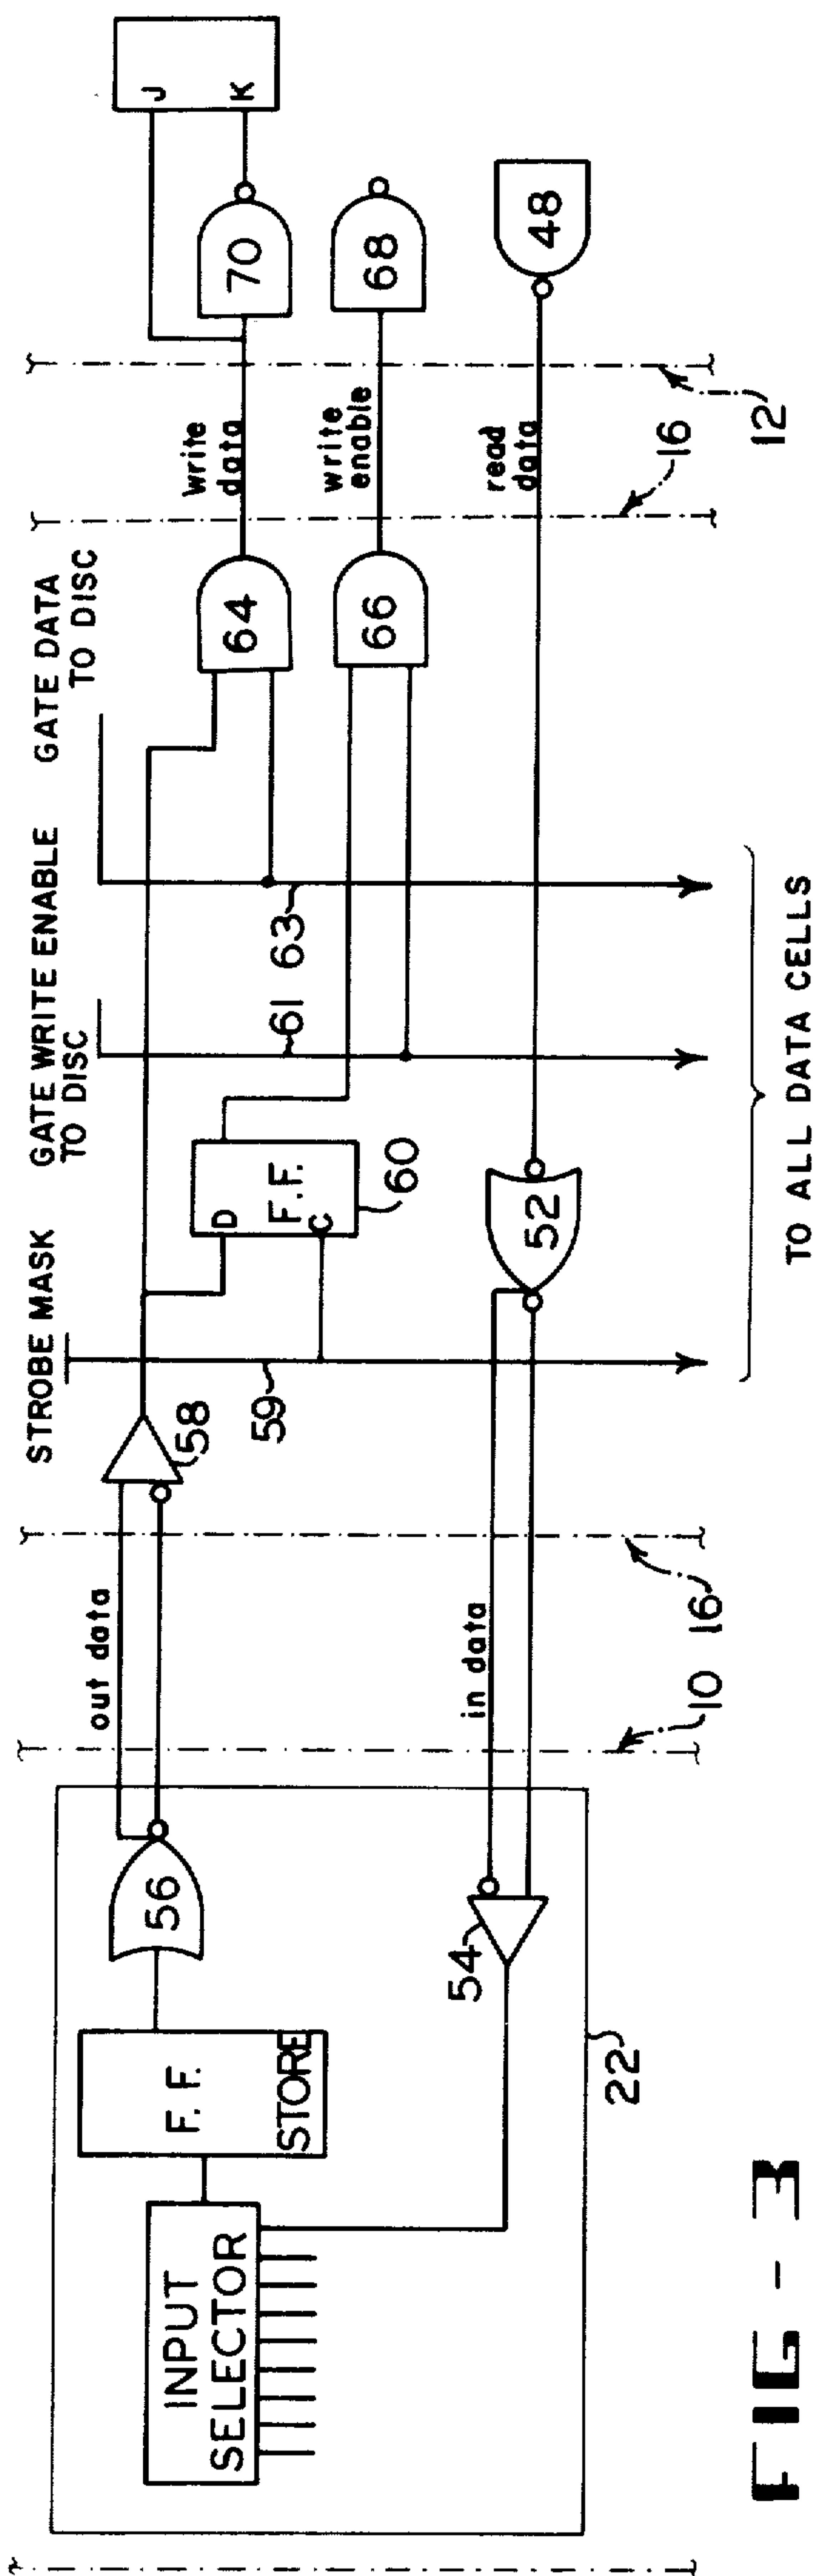 STROBE MASK
GATE WRITE ENABLE
TO DISC
GATE DATA
TO DISC
INPUT
SELECTOR
F. F.
STORE
56
out data
58
59
D
F.F.
C
60
61
63
64
66
write
data
write
enable
70
68
J
K
54
in data
52
read
data
48
22
10
16
16
12
TO ALL DATA CELLS
FIG - 3